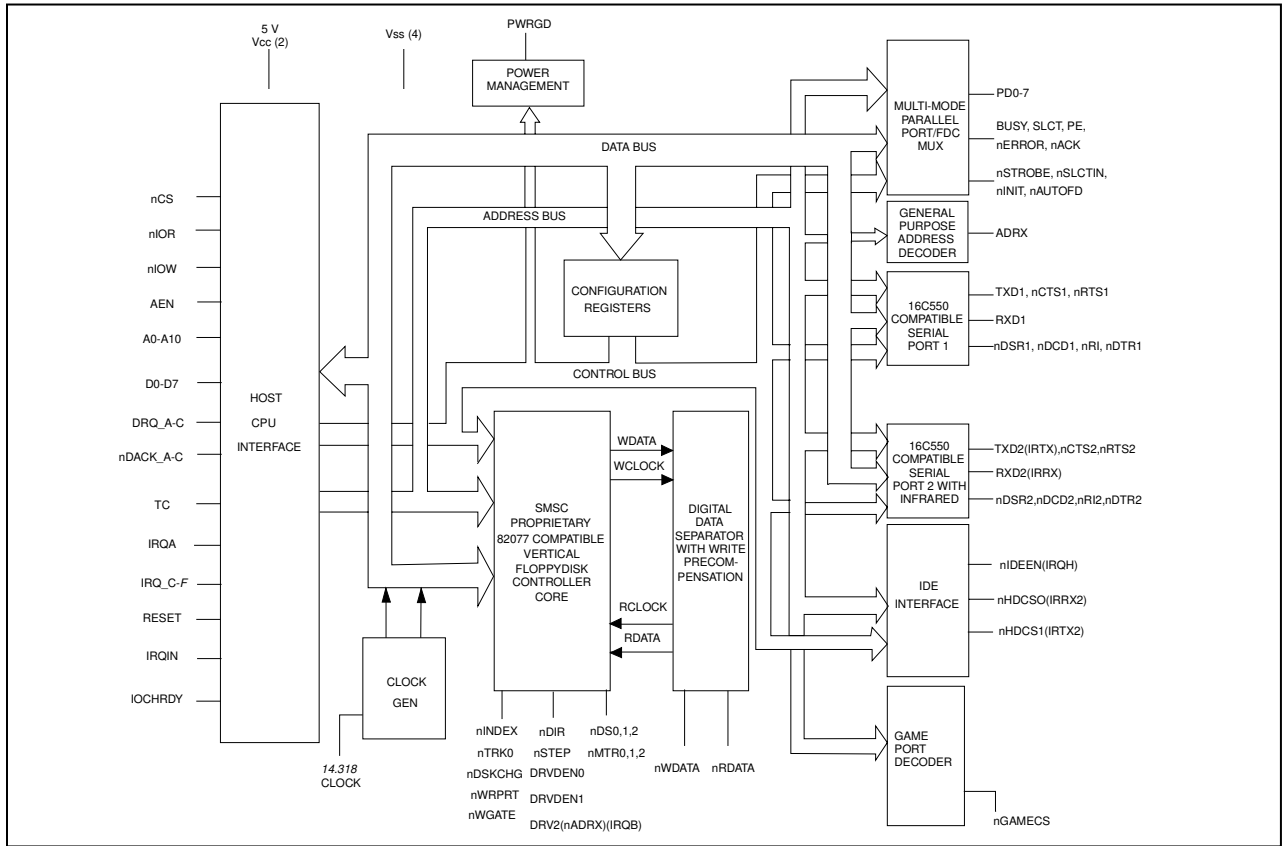 5 V
Vcc (2)
Vss (4)
PWRGD
POWER
MANAGEMENT
DATA BUS
ADDRESS BUS
CONFIGURATION
REGISTERS
CONTROL BUS
nCS
nIOR
nIOW
AEN
A0-A10
D0-D7
DRQ_A-C
nDACK_A-C
TC
IRQA
IRQ_C-F
RESET
IRQIN
IOCHRDY
HOST
CPU
INTERFACE
CLOCK
GEN
14.318
CLOCK
SMSC
PROPRIETARY
82077 COMPATIBLE
VERTICAL
FLOPPYDISK
CONTROLLER
CORE
WDATA
WCLOCK
RCLOCK
RDATA
DIGITAL
DATA
SEPARATOR
WITH WRITE
PRECOM-
PENSATION
nINDEX
nTRK0
nDSKCHG
nWRPRT
nWGATE
nDIR
nSTEP
DRVDEN0
DRVDEN1
DRV2(nADRX)(IRQB)
nDS0,1,2
nMTR0,1,2
nWDATA
nRDATA
MULTI-MODE
PARALLEL
PORT/FDC
MUX
PD0-7
BUSY, SLCT, PE,
nERROR, nACK
nSTROBE, nSLCTIN,
nINIT, nAUTOFD
GENERAL
PURPOSE
ADDRESS
DECODER
ADRX
16C550
COMPATIBLE
SERIAL
PORT 1
TXD1, nCTS1, nRTS1
RXD1
nDSR1, nDCD1, nRI, nDTR1
16C550
COMPATIBLE
SERIAL
PORT 2 WITH
INFRARED
TXD2(IRTX),nCTS2,nRTS2
RXD2(IRRX)
nDSR2,nDCD2,nRI2,nDTR2
IDE
INTERFACE
nIDEEN(IRQH)
nHDCSO(IRRX2)
nHDCS1(IRTX2)
GAME
PORT
DECODER
nGAMECS